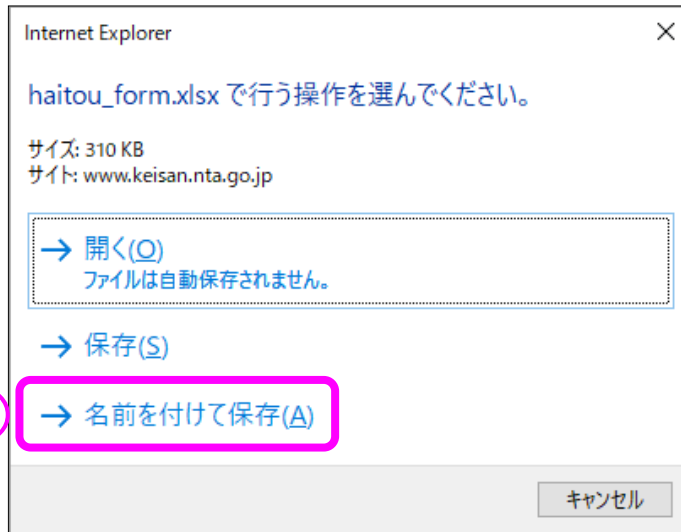 Internet Explorer
haitou_form.xlsx で行う操作を選んでください。
サイズ: 310 KB
サイト: www.keisan.nta.go.jp
→ 開く(O)
ファイルは自動保存されません。
→ 保存(S)
→ 名前を付けて保存(A)
キャンセル